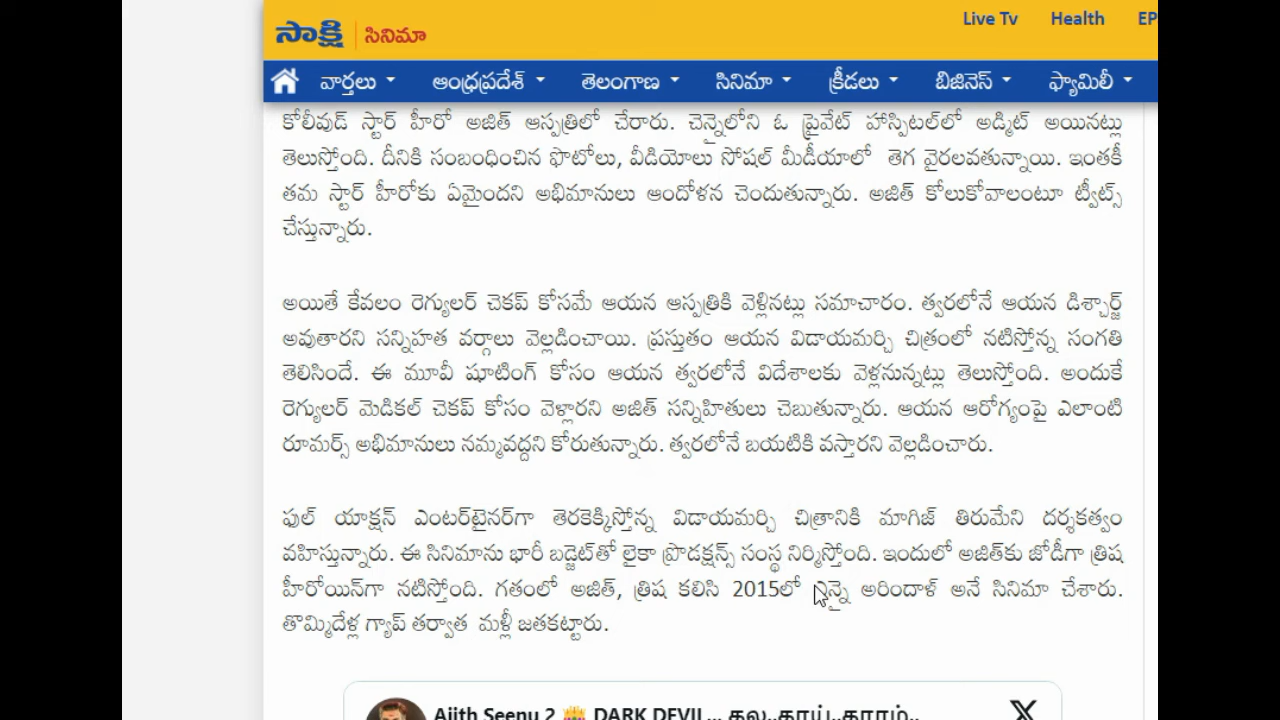 సాక్షి సినిమా Live Tv Health EP
వార్తలు ఆంధ్రప్రదేశ్ తెలంగాణ సినిమా క్రీడలు బిజినెస్ ఫ్యామిలీ
కోలీవుడ్ స్టార్ హీరో అజిత్ ఆస్పత్రిలో చేరారు. చెన్నైలోని ఓ ప్రైవేట్ హాస్పిటల్‌లో అడ్మిట్ అయినట్లు
తెలుస్తోంది. దీనికి సంబంధించిన ఫొటోలు, వీడియోలు సోషల్ మీడియాలో తెగ వైరలవతున్నాయి. ఇంతకీ
తమ స్టార్ హీరోకు ఏమైందని అభిమానులు ఆందోళన చెందుతున్నారు. అజిత్ కోలుకోవాలంటూ ట్వీట్స్
చేస్తున్నారు.
అయితే కేవలం రెగ్యులర్ చెకప్ కోసమే ఆయన ఆస్పత్రికి వెళ్లినట్లు సమాచారం. త్వరలోనే ఆయన డిశ్చార్జ్
అవుతారని సన్నిహత వర్గాలు వెల్లడించాయి. ప్రస్తుతం ఆయన విడాయమర్చి చిత్రంలో నటిస్తోన్న సంగతి
తెలిసిందే. ఈ మూవీ షూటింగ్ కోసం ఆయన త్వరలోనే విదేశాలకు వెళ్లనున్నట్లు తెలుస్తోంది. అందుకే
రెగ్యులర్ మెడికల్ చెకప్ కోసం వెళ్లారని అజిత్ సన్నిహితులు చెబుతున్నారు. ఆయన ఆరోగ్యంపై ఎలాంటి
రూమర్స్ అభిమానులు నమ్మవద్దని కోరుతున్నారు. త్వరలోనే బయటికి వస్తారని వెల్లడించారు.
ఫుల్ యాక్షన్ ఎంటర్‌టైనర్‌గా తెరకెక్కిస్తోన్న విడాయమర్చి చిత్రానికి మాగిజ్ తిరుమేని దర్శకత్వం
వహిస్తున్నారు. ఈ సినిమాను భారీ బడ్జెట్‌తో లైకా ప్రొడక్షన్స్ సంస్థ నిర్మిస్తోంది. ఇందులో అజిత్‌కు జోడీగా త్రిష
హీరోయిన్‌గా నటిస్తోంది. గతంలో అజిత్, త్రిష కలిసి 2015లో ఎన్నై అరిందాళ్ అనే సినిమా చేశారు.
తొమ్మిదేళ్ల గ్యాప్ తర్వాత మళ్లీ జతకట్టారు.
Ajith Seenu 2 👑 DARK DEVIL... தல..தாய்..தாரம்.. X